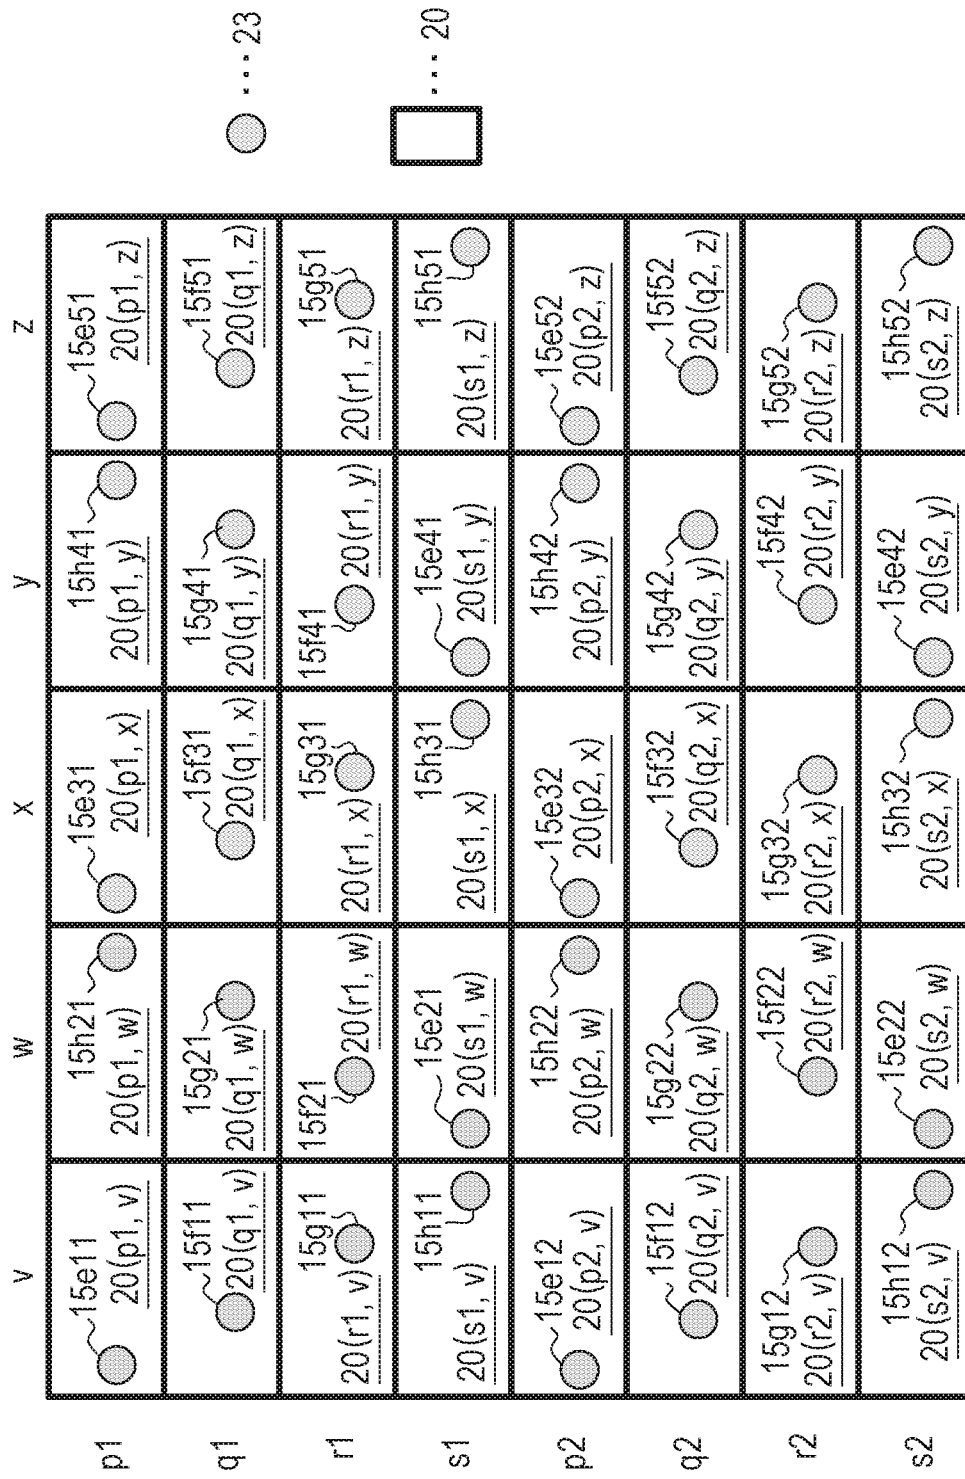 v w x y z
p1 15e11 15h21 15e31 15h41 15e51
20(p1, v) 20(p1, w) 20(p1, x) 20(p1, y) 20(p1, z)
q1 15f11 15g21 15f31 15g41 15f51
20(q1, v) 20(q1, w) 20(q1, x) 20(q1, y) 20(q1, z)
r1 15g11 15f21 15g31 15f41 15g51
20(r1, v) 20(r1, w) 20(r1, x) 20(r1, y) 20(r1, z)
s1 15h11 15e21 15h31 15e41 15h51
20(s1, v) 20(s1, w) 20(s1, x) 20(s1, y) 20(s1, z)
p2 15e12 15h22 15e32 15h42 15e52
20(p2, v) 20(p2, w) 20(p2, x) 20(p2, y) 20(p2, z)
q2 15f12 15g22 15f32 15g42 15f52
20(q2, v) 20(q2, w) 20(q2, x) 20(q2, y) 20(q2, z)
r2 15g12 15f22 15g32 15f42 15g52
20(r2, v) 20(r2, w) 20(r2, x) 20(r2, y) 20(r2, z)
s2 15h12 15e22 15h32 15e42 15h52
20(s2, v) 20(s2, w) 20(s2, x) 20(s2, y) 20(s2, z)
··· 23
··· 20